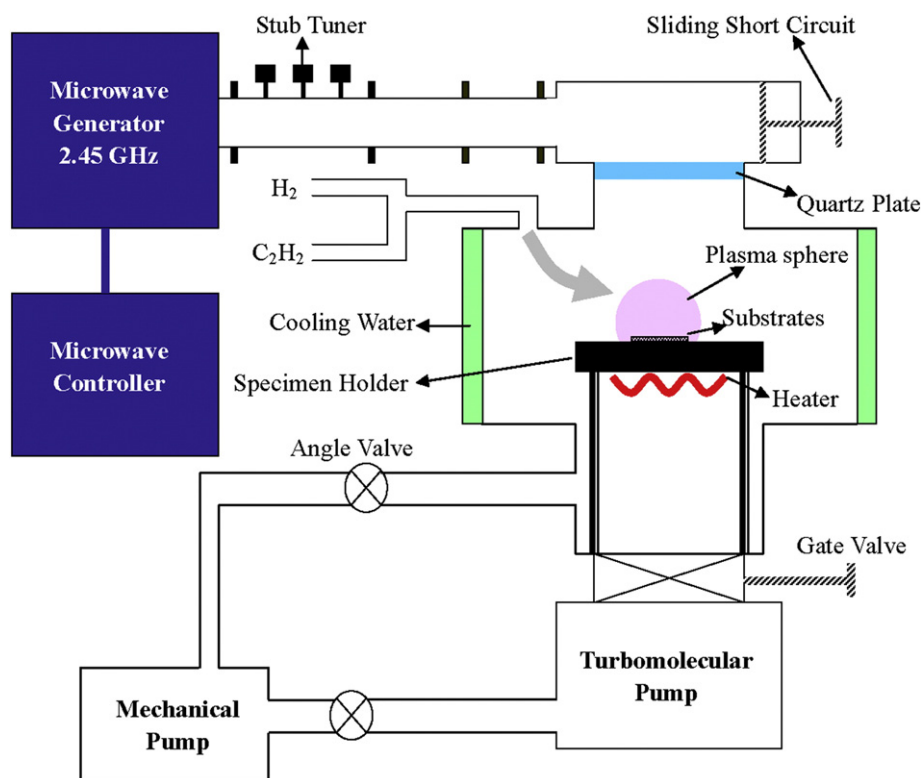 Stub Tuner
Sliding Short Circuit
Microwave
Generator
2.45 GHz
H₂
Quartz Plate
C₂H₂
Plasma sphere
Cooling Water
Substrates
Microwave
Controller
Specimen Holder
Heater
Angle Valve
Gate Valve
Turbomolecular
Pump
Mechanical
Pump